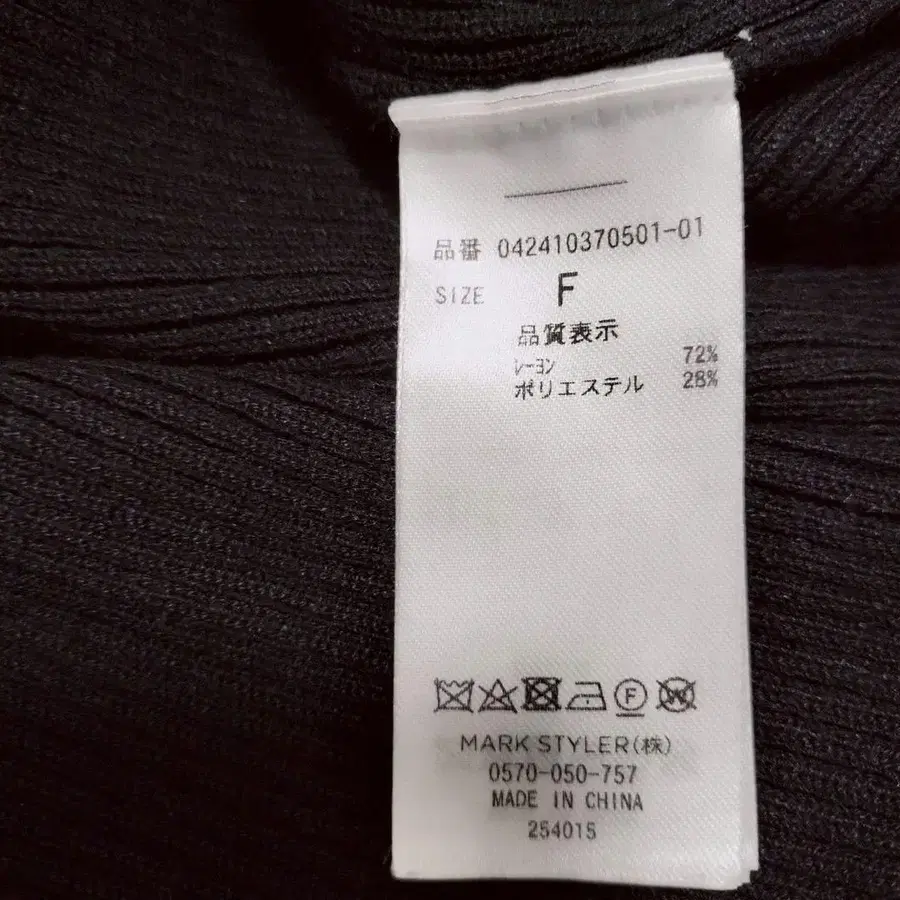 品番 042410370501-01
SIZE F
品質表示
ﾚｰﾖﾝ 72%
ポリエステル 28%
F W
MARK STYLER(株)
0570-050-757
MADE IN CHINA
254015